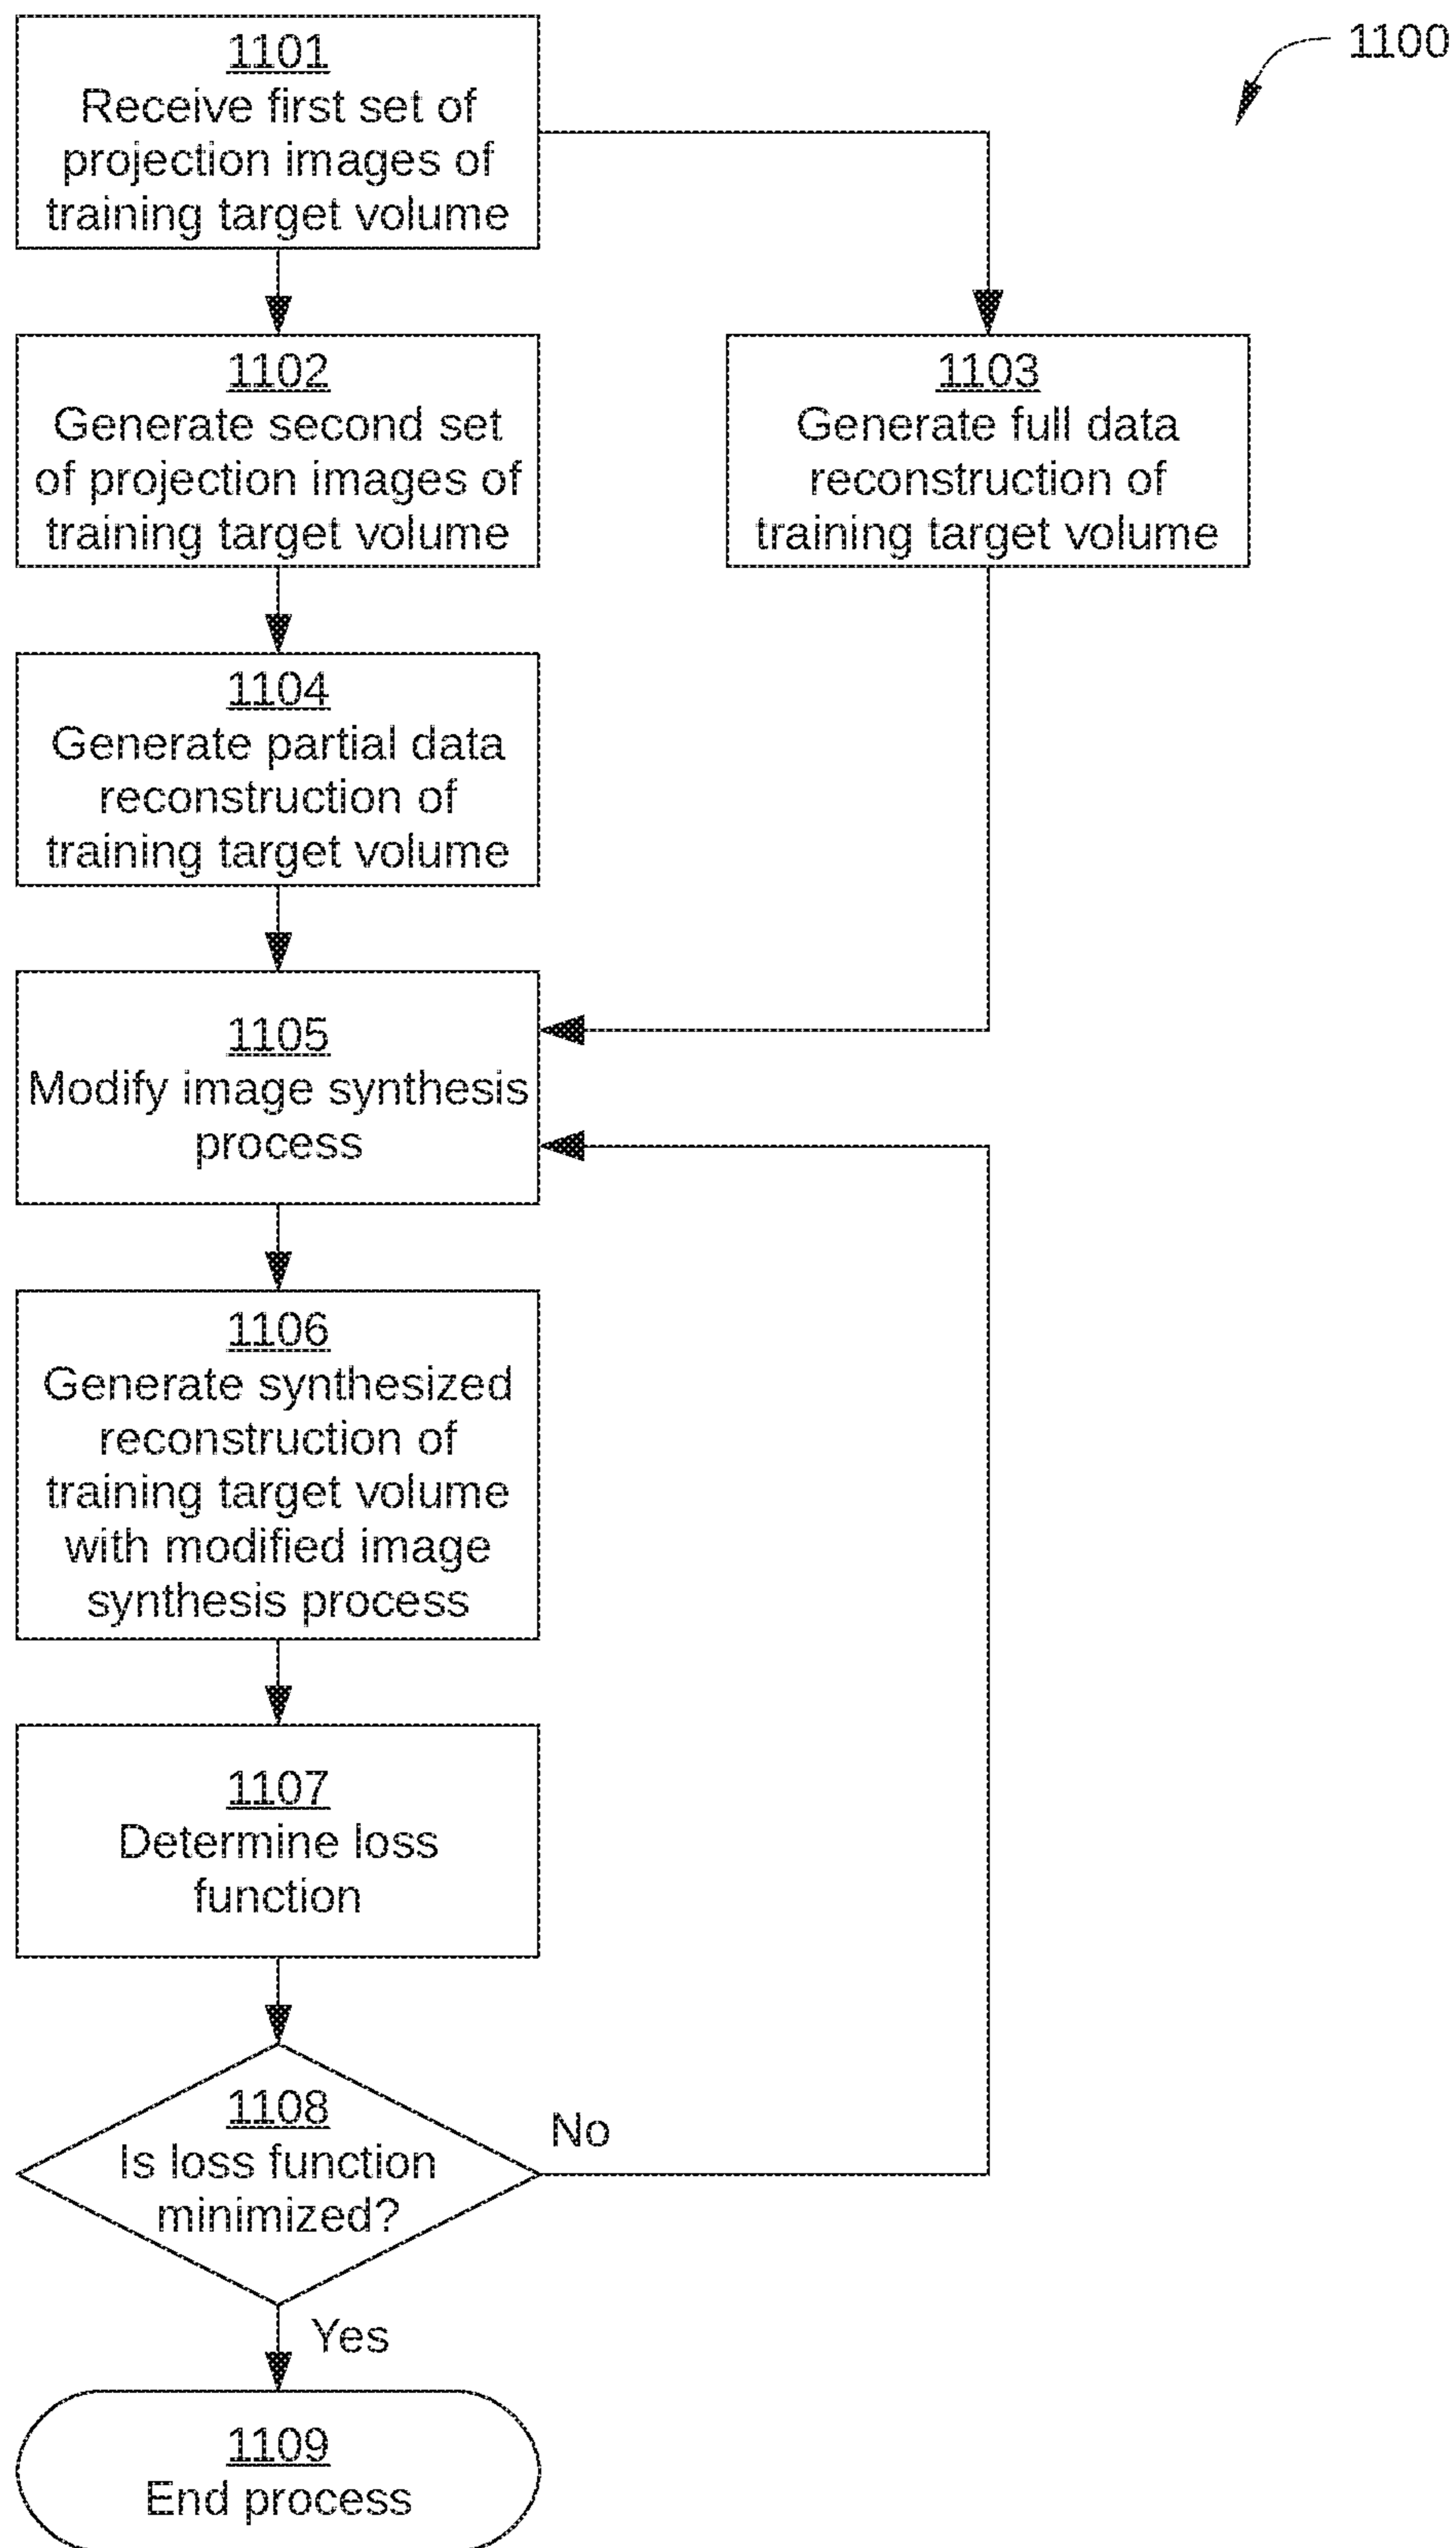 1100
1101
Receive first set of
projection images of
training target volume
1102
Generate second set
of projection images of
training target volume
1103
Generate full data
reconstruction of
training target volume
1104
Generate partial data
reconstruction of
training target volume
1105
Modify image synthesis
process
1106
Generate synthesized
reconstruction of
training target volume
with modified image
synthesis process
1107
Determine loss
function
1108
Is loss function
minimized?
No
Yes
1109
End process